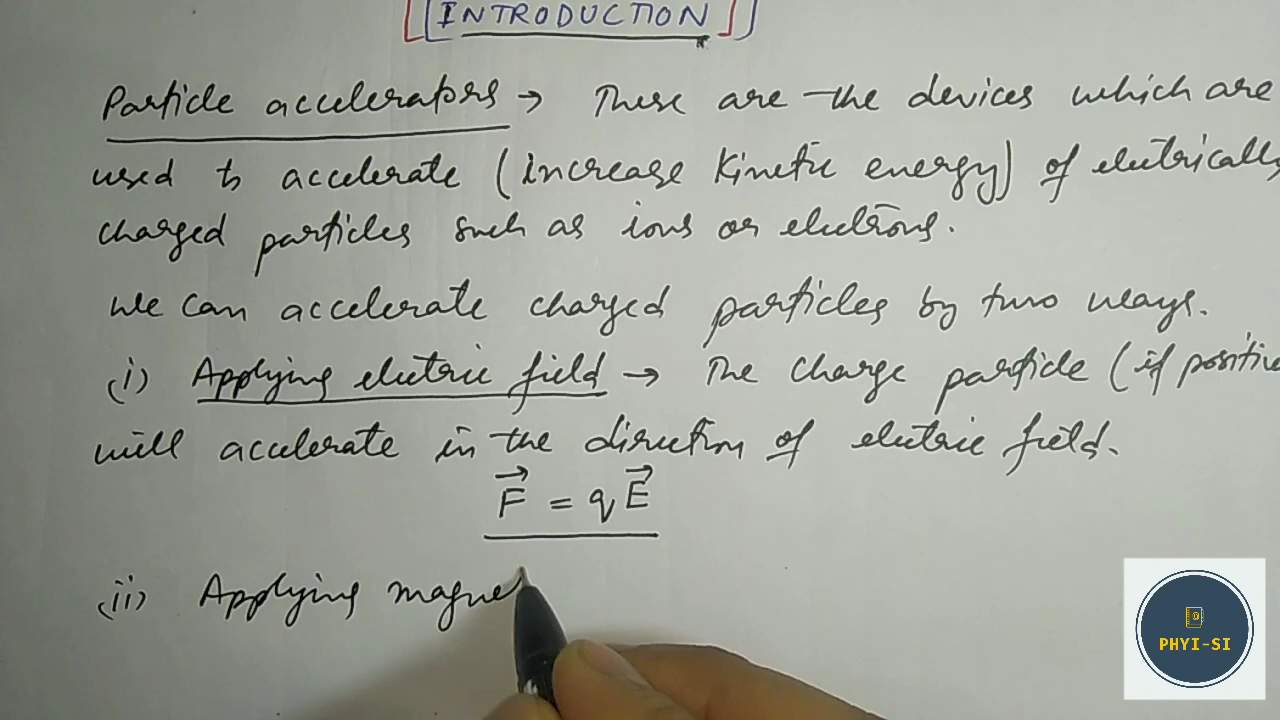 [[INTRODUCTION]]
Particle accelerators → These are the devices which are
used to accelerate (increase kinetic energy) of electrically
charged particles such as ions or electrons.
We can accelerate charged particles by two ways.
(i) Applying electric field → The charge particle (if positive
will accelerate in the direction of electric field.
F⃗ = qE⃗
(ii) Applying magne
PHYI-SI